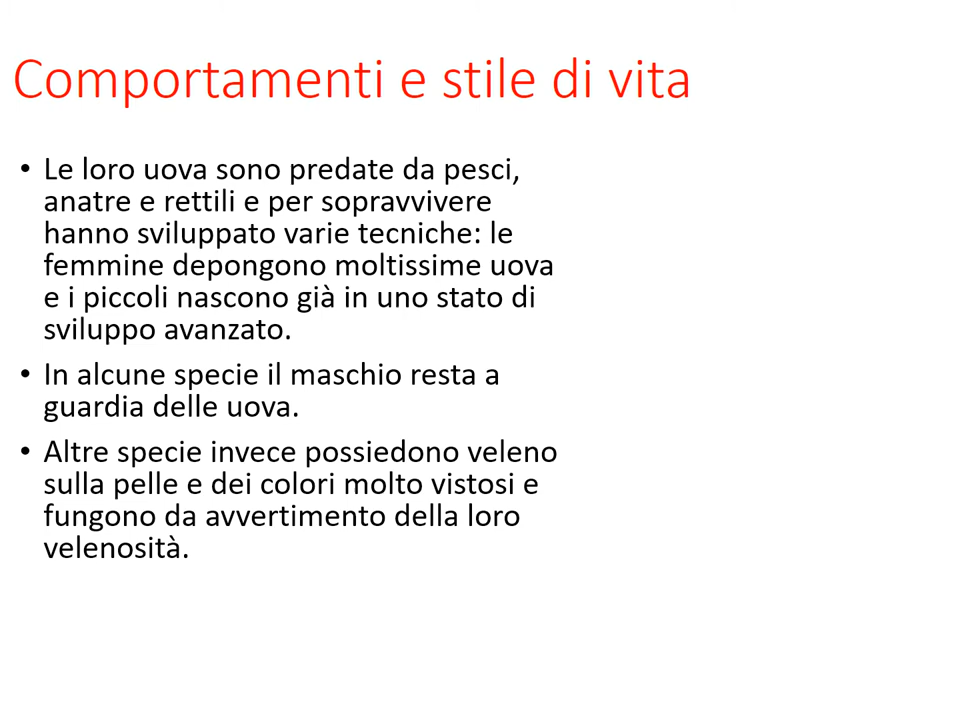 Comportamenti e stile di vita
• Le loro uova sono predate da pesci,
anatre e rettili e per sopravvivere
hanno sviluppato varie tecniche: le
femmine depongono moltissime uova
e i piccoli nascono già in uno stato di
sviluppo avanzato.
• In alcune specie il maschio resta a
guardia delle uova.
• Altre specie invece possiedono veleno
sulla pelle e dei colori molto vistosi e
fungono da avvertimento della loro
velenosità.